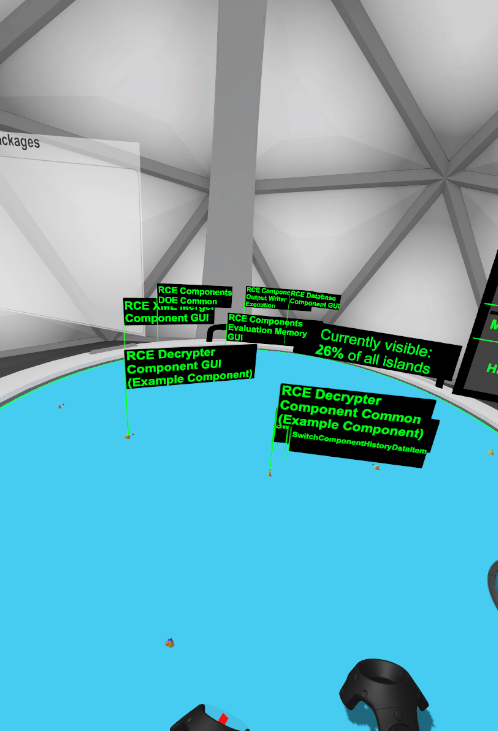 ackages
RCE Components
DOE Common
RCE XML Merger
Component GUI
Output Writer
Execution
RCE Database
Component GUI
RCE Components
Evaluation Memory
GUI
Currently visible:
26% of all islands
RCE Decrypter
Component GUI
(Example Component)
RCE Decrypter
Component Common
(Example Component)
SwitchComponentHistoryDataItem
M
H